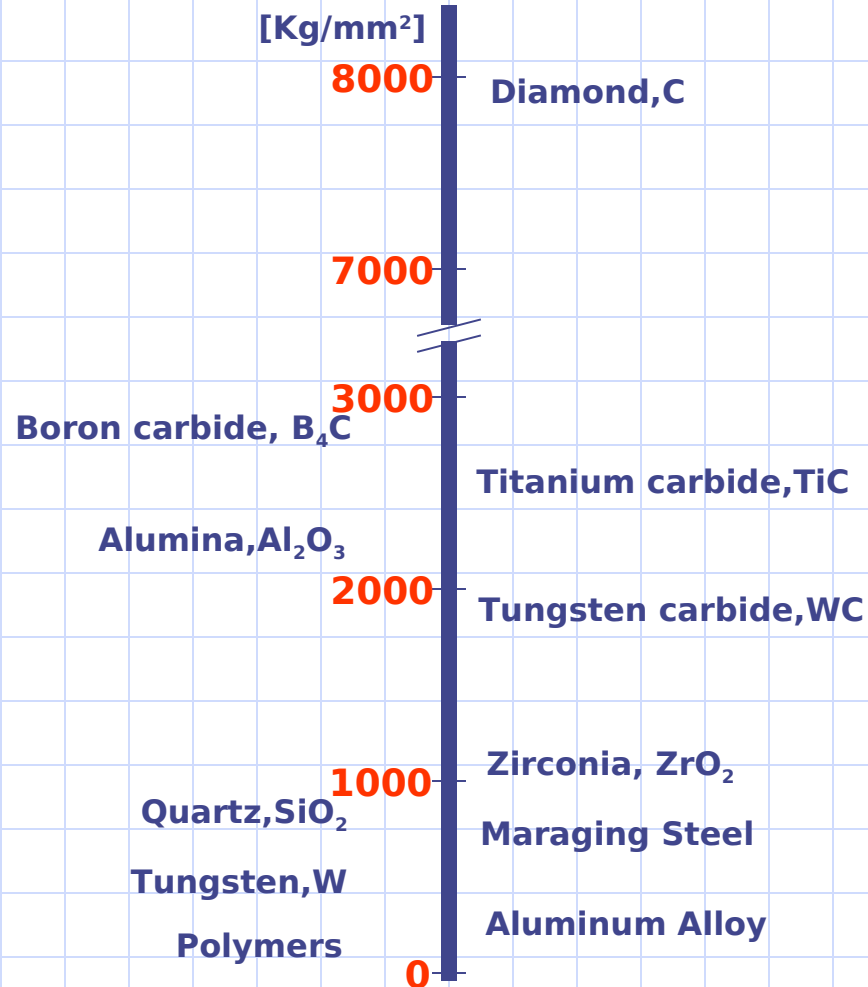 [Kg/mm²]
8000
Diamond,C
7000
3000
Boron carbide, B₄C
Titanium carbide,TiC
Alumina,Al₂O₃
2000
Tungsten carbide,WC
Zirconia, ZrO₂
1000
Quartz,SiO₂
Maraging Steel
Tungsten,W
Aluminum Alloy
Polymers
0